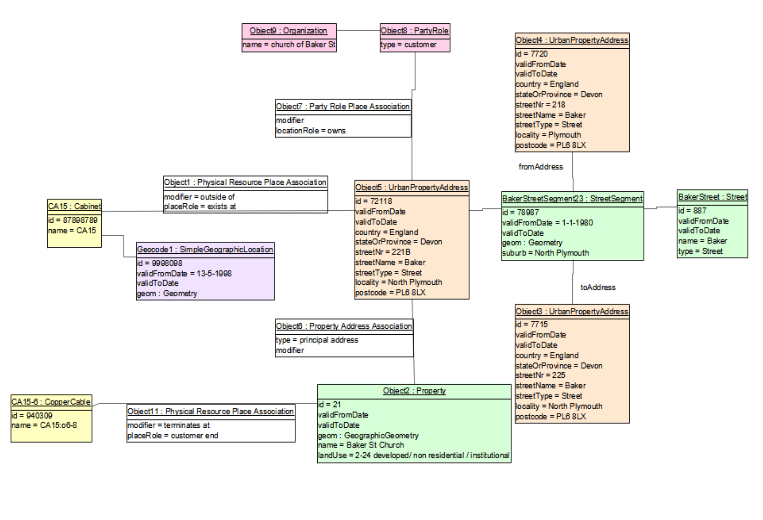 Object9 : Organization
name = church of Baker St
Object8 : PartyRole
type = customer
Object4 : UrbanPropertyAddress
id = 7720
validFromDate
validToDate
country = England
stateOrProvince = Devon
streetNr = 218
streetName = Baker
streetType = Street
locality = Plymouth
postcode = PL6 8LX
Object7 : Party Role Place Association
modifier
locationRole = owns
fromAddress
Object1 : Physical Resource Place Association
modifier = outside of
placeRole = exists at
Object5 : UrbanPropertyAddress
id = 72118
validFromDate
validToDate
country = England
stateOrProvince = Devon
streetNr = 221B
streetName = Baker
streetType = Street
locality = North Plymouth
postcode = PL6 8LX
BakerStreetSegment23 : StreetSegment
id = 78987
validFromDate = 1-1-1980
validToDate
geom : Geometry
suburb = North Plymouth
BakerStreet : Street
id = 887
validFromDate
validToDate
name = Baker
type = Street
CA15 : Cabinet
id = 87898789
name = CA15
Geocode1 : SimpleGeographicLocation
id = 9998098
validFromDate = 13-5-1998
validToDate
geom : Geometry
toAddress
Object3 : UrbanPropertyAddress
id = 7715
validFromDate
validToDate
country = England
stateOrProvince = Devon
streetNr = 225
streetName = Baker
streetType = Street
locality = North Plymouth
postcode = PL6 8LX
Object6 : Property Address Association
type = principal address
modifier
CA15-6 : CopperCable
id = 940309
name = CA15:c6-8
Object11 : Physical Resource Place Association
modifier = terminates at
placeRole = customer end
Object2 : Property
id = 21
validFromDate
validToDate
geom : GeographicGeometry
name = Baker St Church
landUse = 2-24 developed/ non residential / institutional